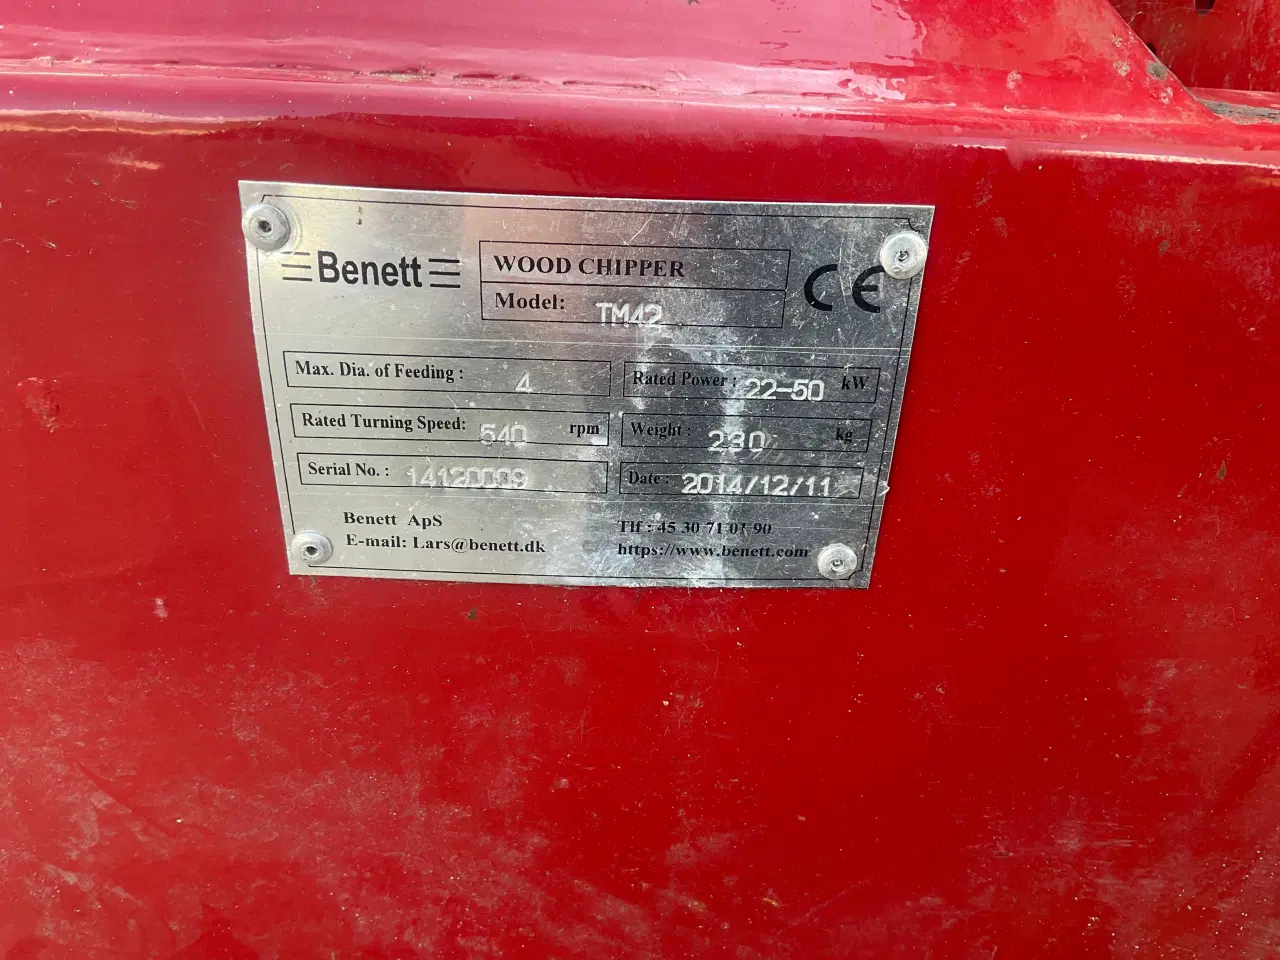 Benett
WOOD CHIPPER
Model: TM42
CE
Max. Dia. of Feeding : 4
Rated Power : 22-50 kW
Rated Turning Speed: 540 rpm
Weight : 230 kg
Serial No. : 14120009
Date : 2014/12/11
Benett ApS
Tlf : 45 30 71 01 90
E-mail: Lars@benett.dk
https://www.benett.com